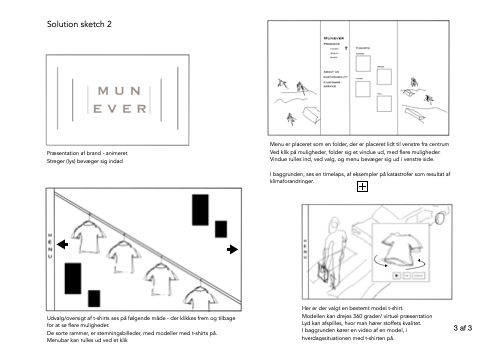 Solution sketch 2
MUN
EVER
Præsentation af brand - animeret
Streger (lys) bevæger sig indad
MENU
Udvalg/oversigt af t-shirts ses på følgende måde - der klikkes frem og tilbage
for at se flere muligheder.
De sorte rammer, er stemningsbilleder, med modeller med t-shirts på.
Menubar kan rulles ud ved et klik
MUNEVER
PRODUCTS
T-SHIRTS
ABOUT US
SUSTAINABILITY
CUSTOMER -
SERVICE
Menu er placeret som en folder, der er placeret lidt til venstre fra centrum
Ved klik på muligheder, folder sig et vindue ud, med flere muligheder.
Vindue rulles ind, ved valg, og menu bevæger sig ud i venstre side.
I baggrunden, ses en timelaps, af eksempler på katastrofer som resultat af
klimaforandringer.
MENU
Her er der valgt en bestemt model t-shirt.
Modellen kan drejes 360 grader/ virtuel præsentation
Lyd kan afspilles, hvor man hører stoffets kvalitet.
I baggrunden kører en video af en model, i
hverdagssituationen med t-shirten på.
3 af 3